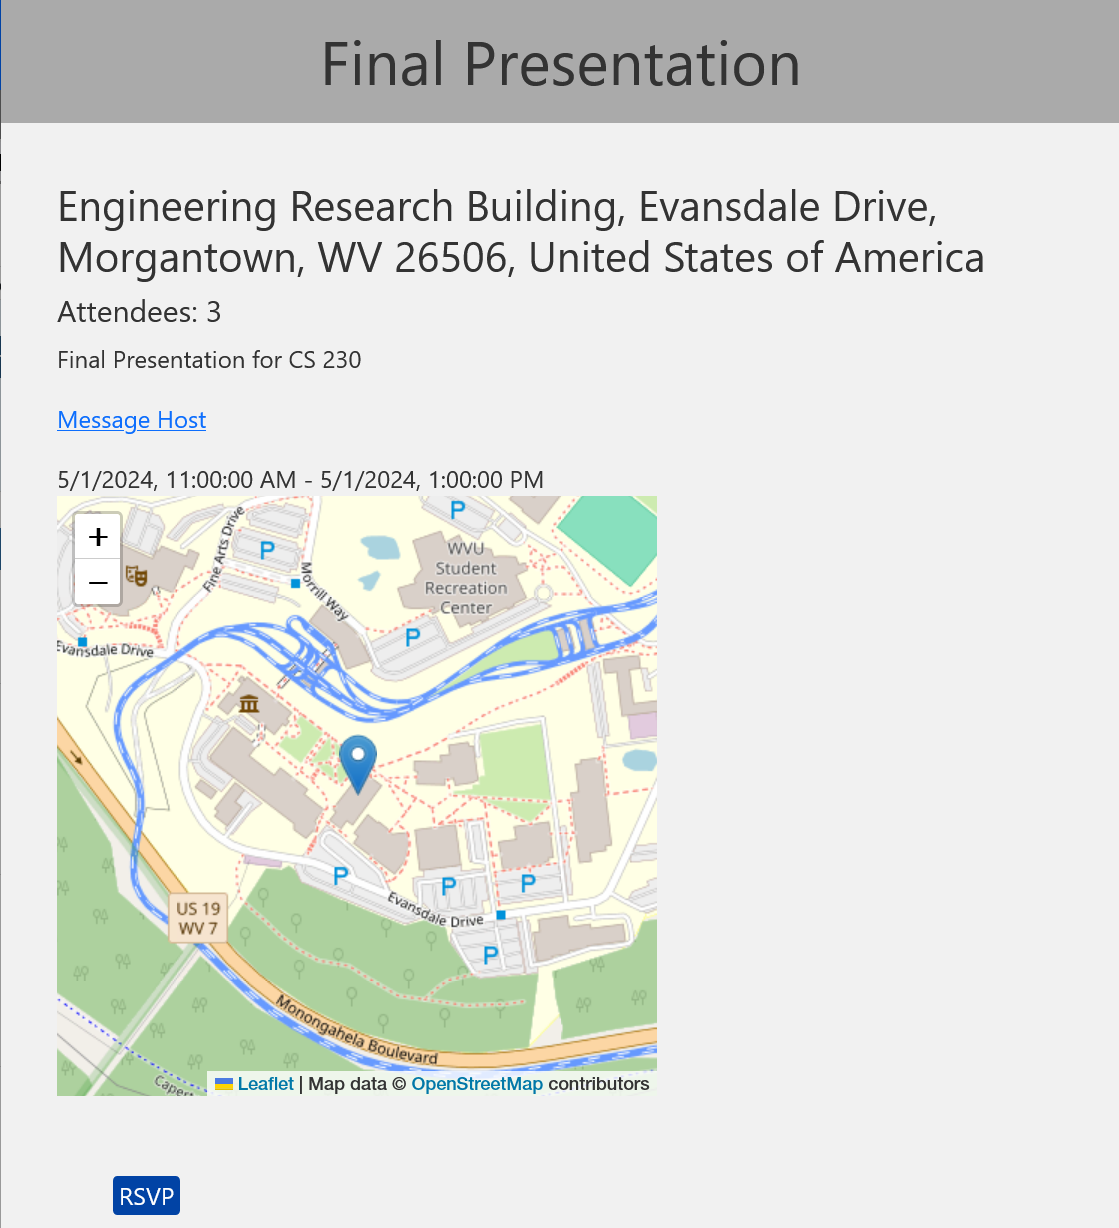 Final Presentation
Engineering Research Building, Evansdale Drive,
Morgantown, WV 26506, United States of America
Attendees: 3
Final Presentation for CS 230
Message Host
5/1/2024, 11:00:00 AM - 5/1/2024, 1:00:00 PM
+
−
Fine Arts Drive
P
P
Morrill Way
WVU
Student
Recreation
Center
P
Evansdale Drive
P
P
P
Evansdale Drive
P
US 19
WV 7
Monongahela Boulevard
Leaflet | Map data © OpenStreetMap contributors
RSVP